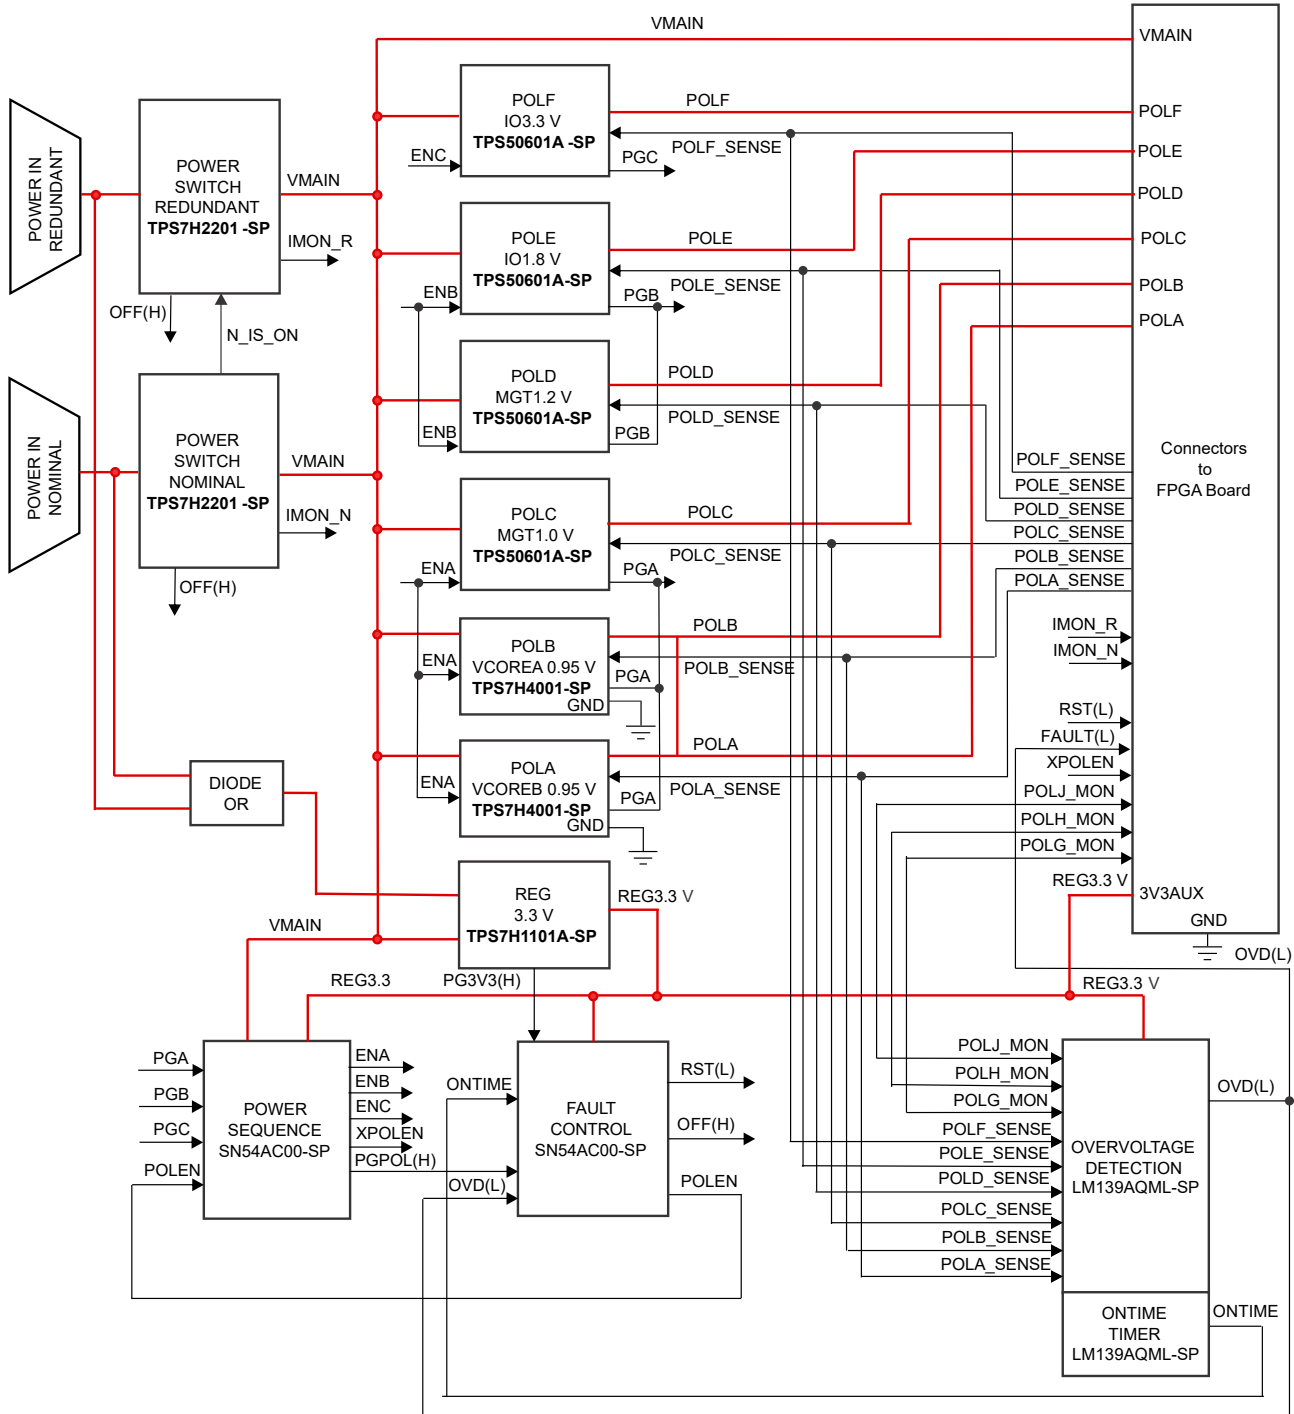 VMAIN
VMAIN
POWER IN
REDUNDANT
POWER
SWITCH
REDUNDANT
TPS7H2201 -SP
VMAIN
IMON_R
OFF(H)
N_IS_ON
POWER IN
NOMINAL
POWER
SWITCH
NOMINAL
TPS7H2201 -SP
VMAIN
IMON_N
OFF(H)
POLF
IO3.3 V
TPS50601A -SP
ENC
POLF
POLF_SENSE
PGC
POLE
IO1.8 V
TPS50601A-SP
ENB
POLE
POLE_SENSE
PGB
POLD
MGT1.2 V
TPS50601A-SP
ENB
POLD
POLD_SENSE
PGB
POLC
MGT1.0 V
TPS50601A-SP
ENA
POLC
POLC_SENSE
PGA
POLB
VCOREA 0.95 V
TPS7H4001-SP
GND
ENA
POLB
POLB_SENSE
PGA
POLA
VCOREB 0.95 V
TPS7H4001-SP
GND
ENA
POLA
POLA_SENSE
PGA
DIODE
OR
REG
3.3 V
TPS7H1101A-SP
REG3.3 V
VMAIN
PG3V3(H)
REG3.3
POLF
POLE
POLD
POLC
POLB
POLA
Connectors
to
FPGA Board
POLF_SENSE
POLE_SENSE
POLD_SENSE
POLC_SENSE
POLB_SENSE
POLA_SENSE
IMON_R
IMON_N
RST(L)
FAULT(L)
XPOLEN
POLJ_MON
POLH_MON
POLG_MON
REG3.3 V
3V3AUX
GND
OVD(L)
REG3.3 V
PGA
PGB
PGC
POLEN
POWER
SEQUENCE
SN54AC00-SP
ENA
ENB
ENC
XPOLEN
PGPOL(H)
ONTIME
OVD(L)
FAULT
CONTROL
SN54AC00-SP
RST(L)
OFF(H)
POLEN
POLJ_MON
POLH_MON
POLG_MON
POLF_SENSE
POLE_SENSE
POLD_SENSE
POLC_SENSE
POLB_SENSE
POLA_SENSE
OVERVOLTAGE
DETECTION
LM139AQML-SP
OVD(L)
ONTIME
TIMER
LM139AQML-SP
ONTIME